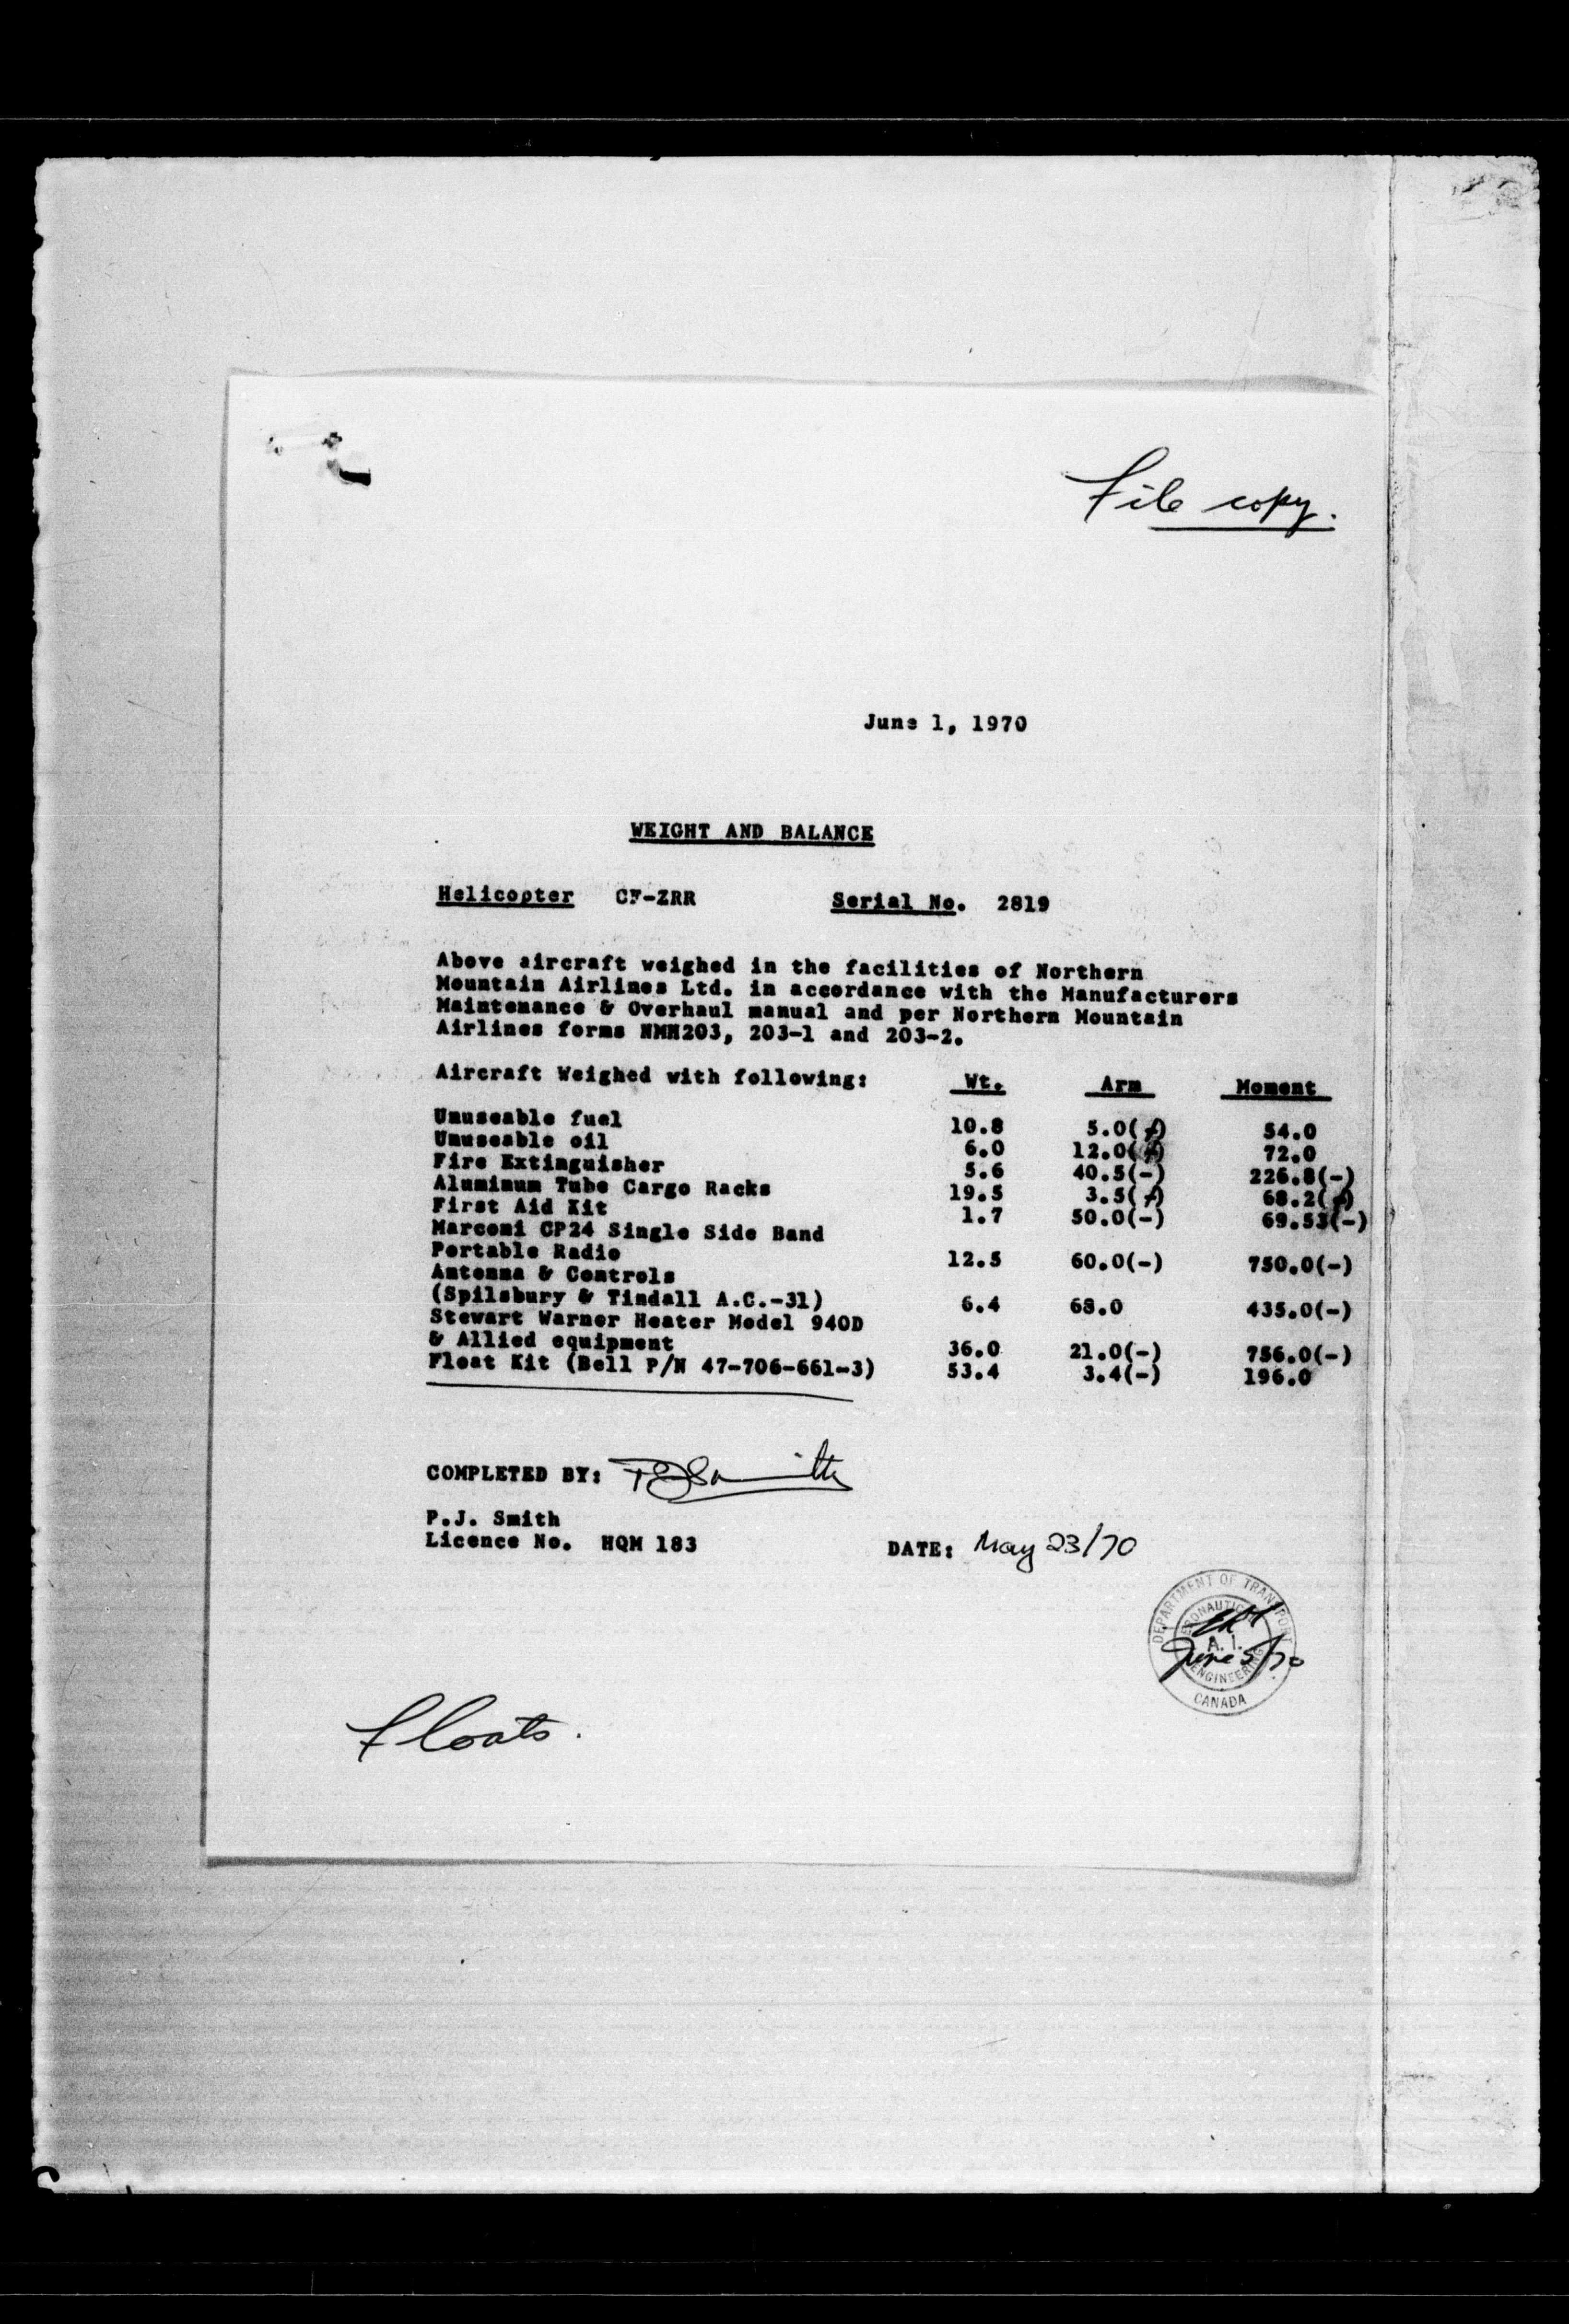 File copy.
June 1, 1970
WEIGHT AND BALANCE
Helicopter CF-ZRR Serial No. 2819
Above aircraft weighed in the facilities of Northern
Mountain Airlines Ltd. in accordance with the Manufacturers
Maintenance & Overhaul manual and per Northern Mountain
Airlines forms NMM203, 203-1 and 203-2.
Aircraft Weighed with following: Wt. Arm Moment
Unuseable fuel 10.8 5.0(+) 54.0
Unuseable oil 6.0 12.0(+) 72.0
Fire Extinguisher 5.6 40.5(-) 226.8(-)
Aluminum Tube Cargo Racks 19.5 3.5(+) 68.2(+)
First Aid Kit 1.7 50.0(-) 69.53(-)
Marconi CP24 Single Side Band
Portable Radio 12.5 60.0(-) 750.0(-)
Antenna & Controls
(Spilsbury & Tindall A.C.-31) 6.4 68.0 435.0(-)
Stewart Warner Heater Model 940D
& Allied equipment 36.0 21.0(-) 756.0(-)
Float Kit (Bell P/N 47-706-661-3) 53.4 3.4(-) 196.0
COMPLETED BY: PJSmith
P.J. Smith
Licence No. HQM 183 DATE: May 23/70
DEPARTMENT OF TRANSPORT
AERONAUTICAL
A. I.
June 5/70
ENGINEERING
CANADA
Floats.